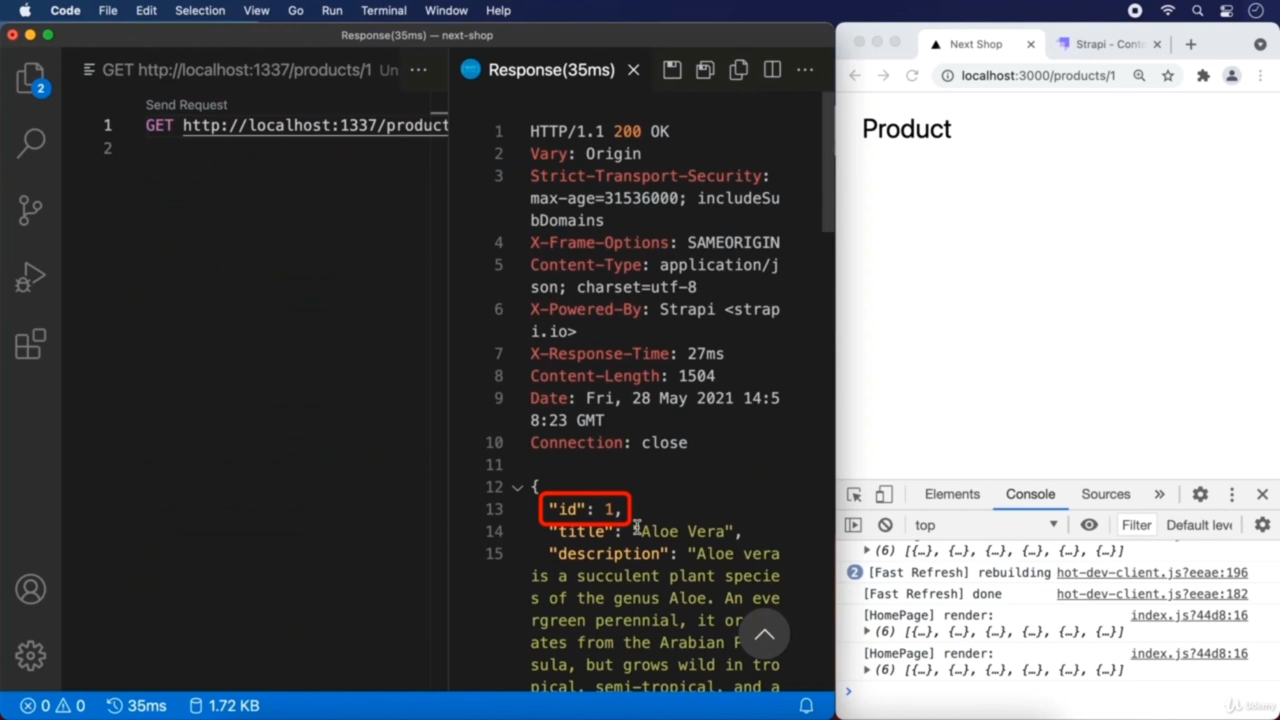 Code File Edit Selection View Go Run Terminal Window Help
Response(35ms) — next-shop
GET http://localhost:1337/products/1 Un
Send Request
1 GET http://localhost:1337/product
2
Response(35ms)
1 HTTP/1.1 200 OK
2 Vary: Origin
3 Strict-Transport-Security:
max-age=31536000; includeSu
bDomains
4 X-Frame-Options: SAMEORIGIN
5 Content-Type: application/j
son; charset=utf-8
6 X-Powered-By: Strapi <strap
i.io>
7 X-Response-Time: 27ms
8 Content-Length: 1504
9 Date: Fri, 28 May 2021 14:5
8:23 GMT
10 Connection: close
11
12 {
13 "id": 1,
14 "title": "Aloe Vera",
15 "description": "Aloe vera
is a succulent plant specie
s of the genus Aloe. An eve
rgreen perennial, it or
ates from the Arabian P
sula, but grows wild in tro
pical, semi-tropical, and a
2
0 0 35ms 1.72 KB
Next Shop
Strapi - Conte
localhost:3000/products/1
Product
Elements Console Sources »
top Filter Default leve
(6) [{…}, {…}, {…}, {…}, {…}, {…}]
2 [Fast Refresh] rebuilding hot-dev-client.js?eeae:196
[Fast Refresh] done hot-dev-client.js?eeae:182
[HomePage] render: index.js?44d8:16
(6) [{…}, {…}, {…}, {…}, {…}, {…}]
[HomePage] render: index.js?44d8:16
(6) [{…}, {…}, {…}, {…}, {…}, {…}]
Udemy